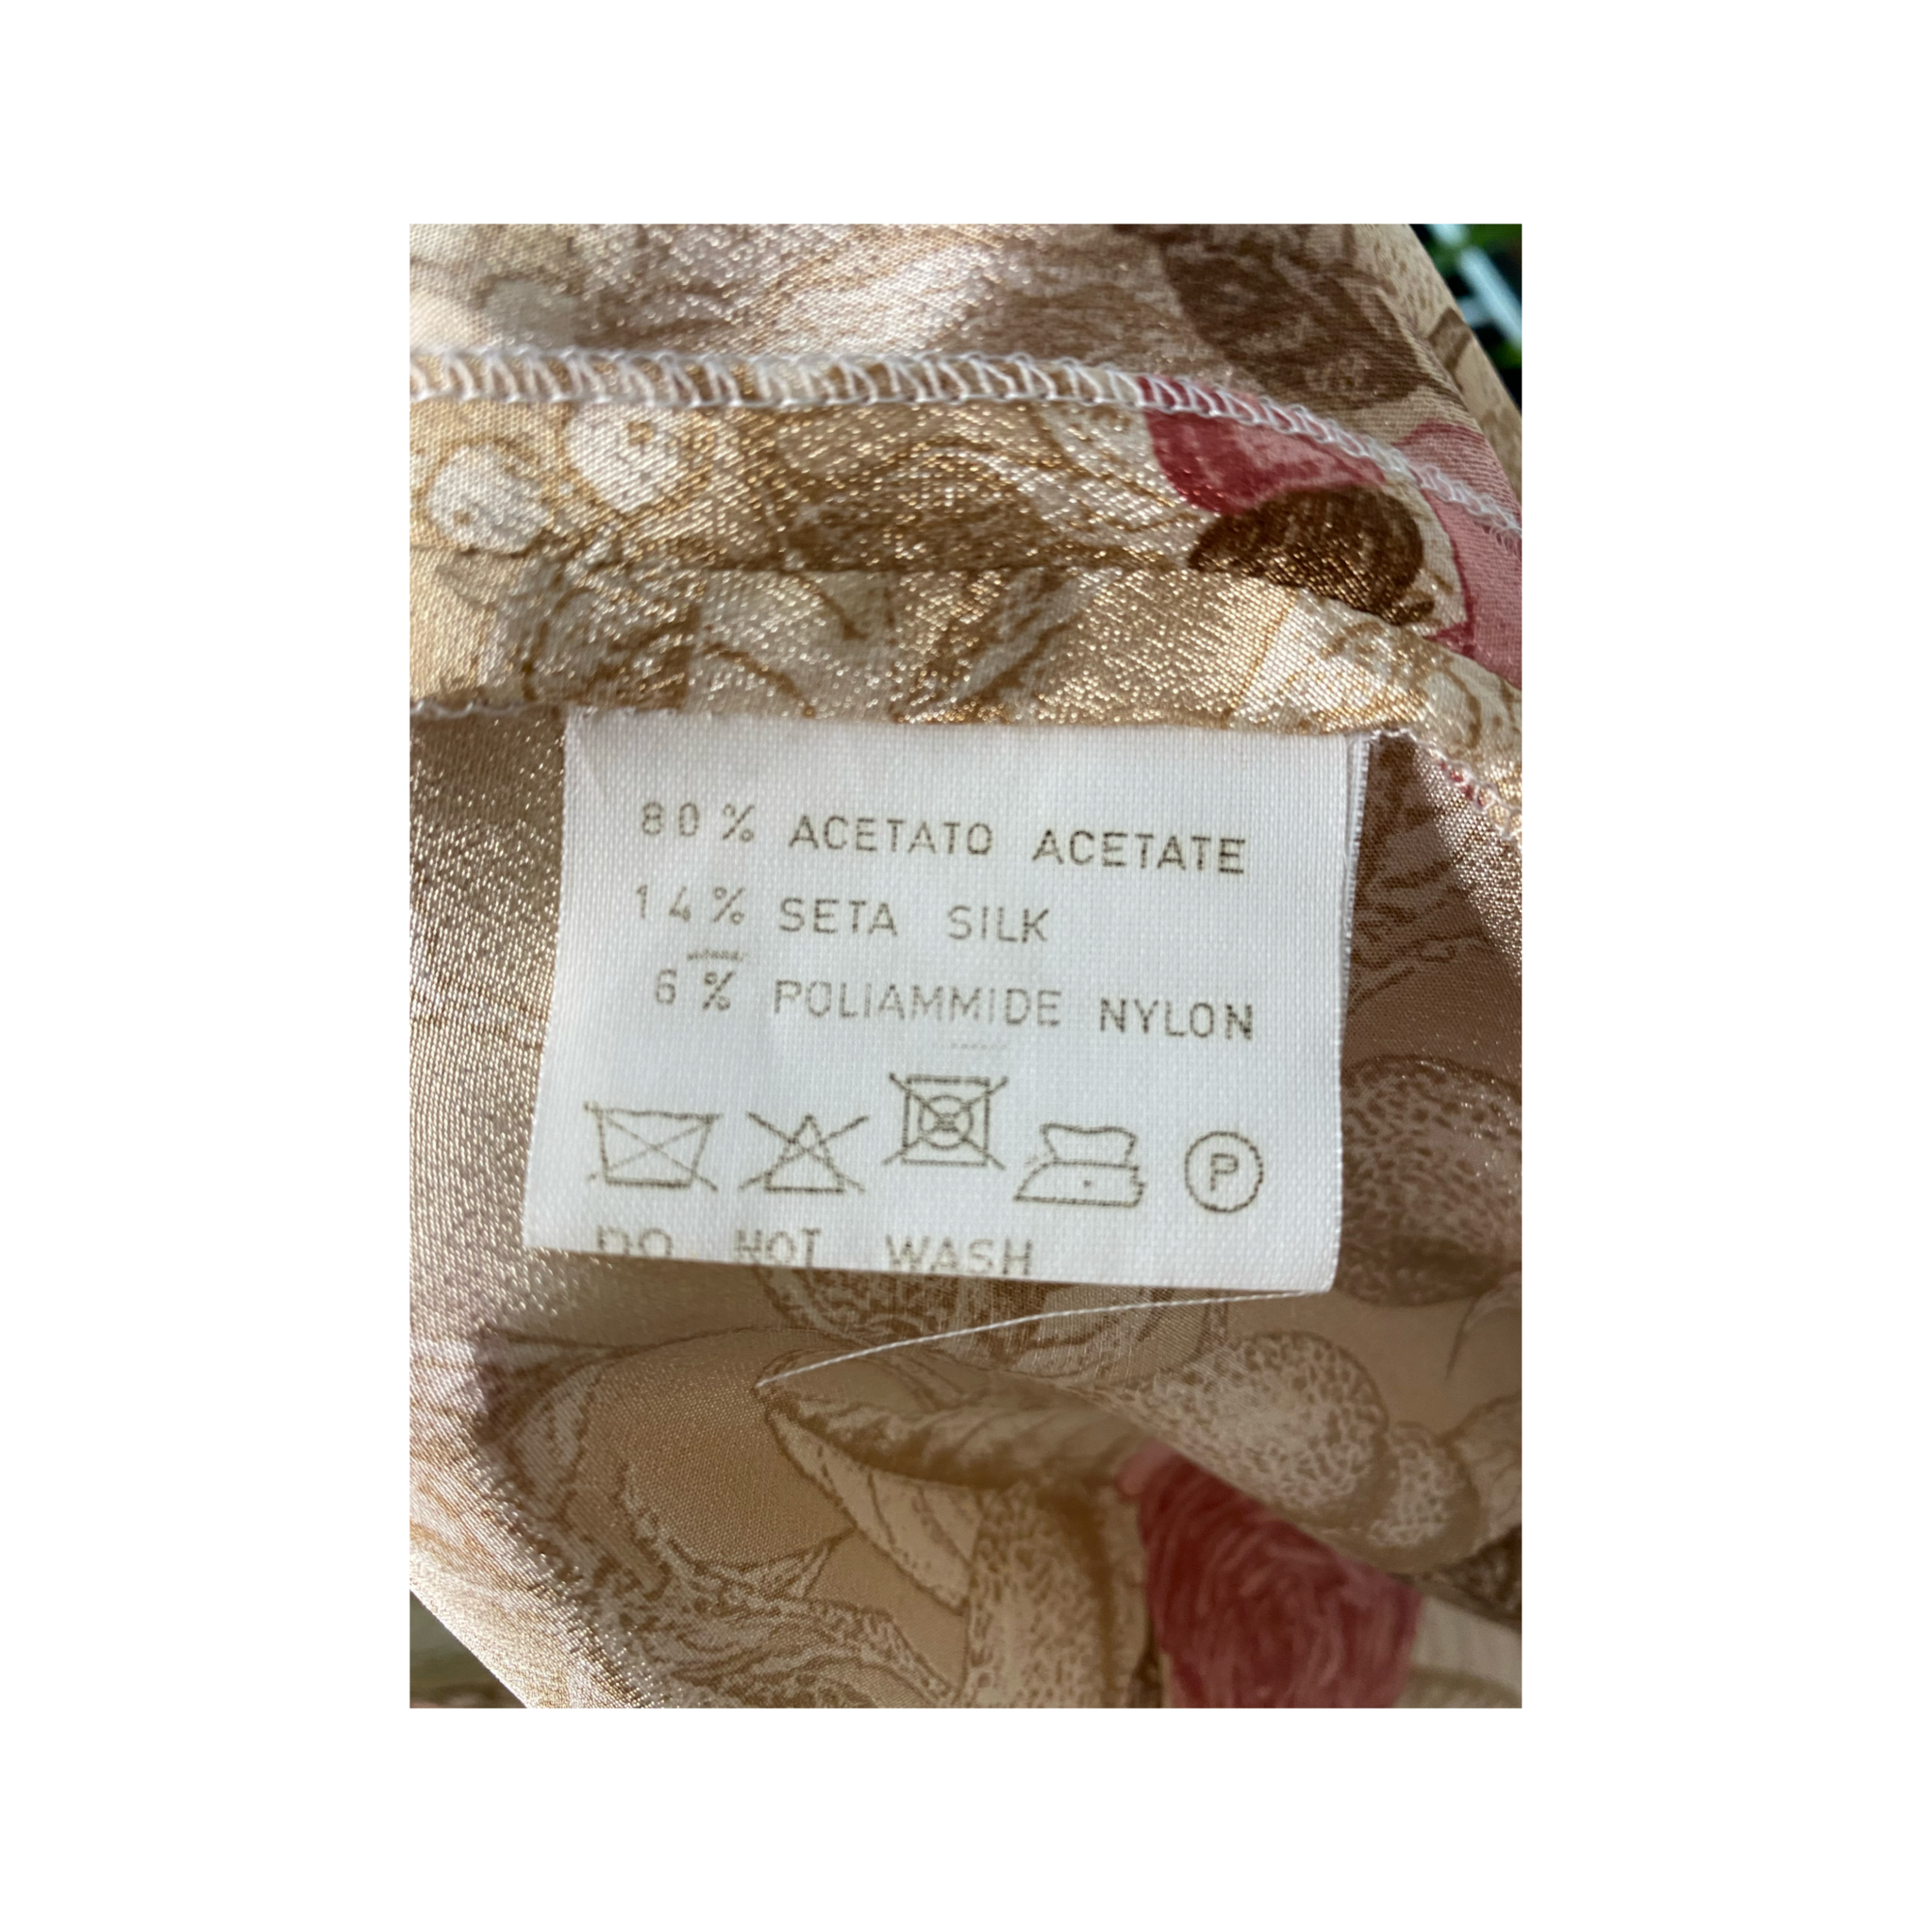 80% ACETATO ACETATE
14% SETA SILK
6% POLIAMMIDE NYLON
P
DO NOT WASH